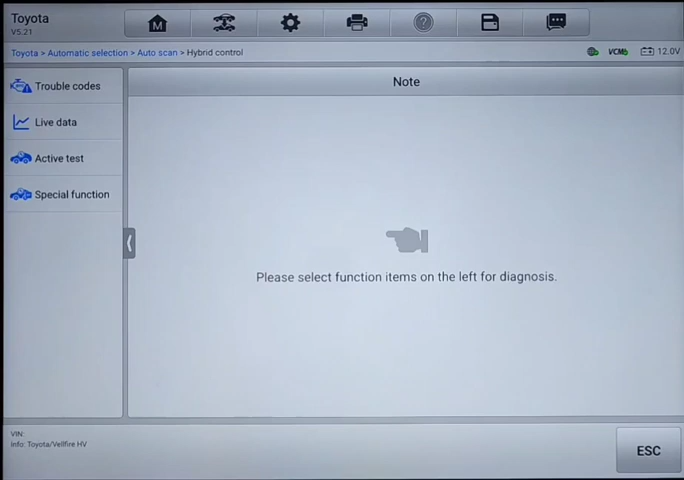 Toyota
V5.21
M
?
Toyota > Automatic selection > Auto scan > Hybrid control
VCMI
12.0V
Trouble codes
Live data
Active test
Special function
Note
Please select function items on the left for diagnosis.
VIN:
Info: Toyota/Vellfire HV
ESC